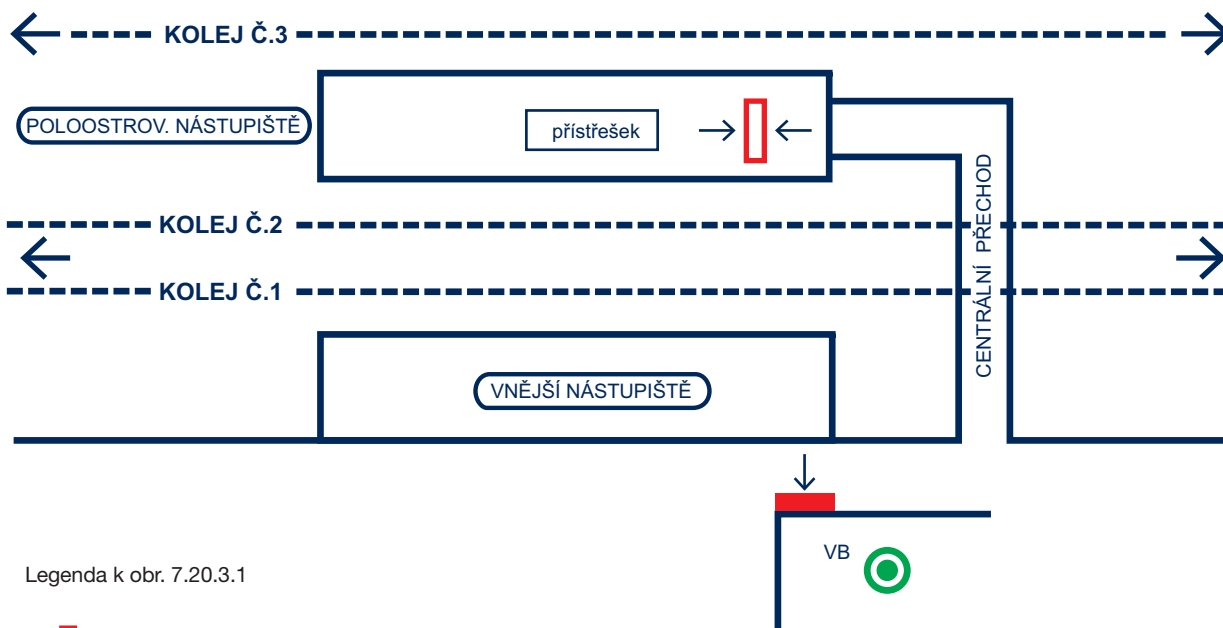 KOLEJ Č.3
POLOOSTROV. NÁSTUPIŠTĚ
přístřešek
KOLEJ Č.2
CENTRÁLNÍ PŘECHOD
KOLEJ Č.1
VNĚJŠÍ NÁSTUPIŠTĚ
VB
Legenda k obr. 7.20.3.1